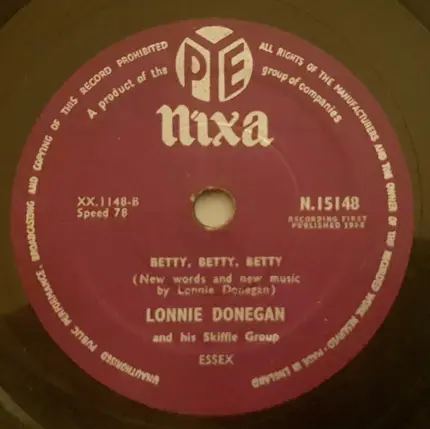 UNAUTHORISED PUBLIC PERFORMANCE, BROADCASTING AND COPYING OF THIS RECORD PROHIBITED
ALL RIGHTS OF THE MANUFACTURERS AND THE OWNER OF THE RECORDED WORK RESERVED · MADE IN ENGLAND
A product of the
PYE
group of companies
nixa
XX.1148-B
Speed 78
N.15148
RECORDING FIRST
PUBLISHED 1958
BETTY, BETTY, BETTY
(New words and new music
by Lonnie Donegan)
LONNIE DONEGAN
and his Skiffle Group
ESSEX